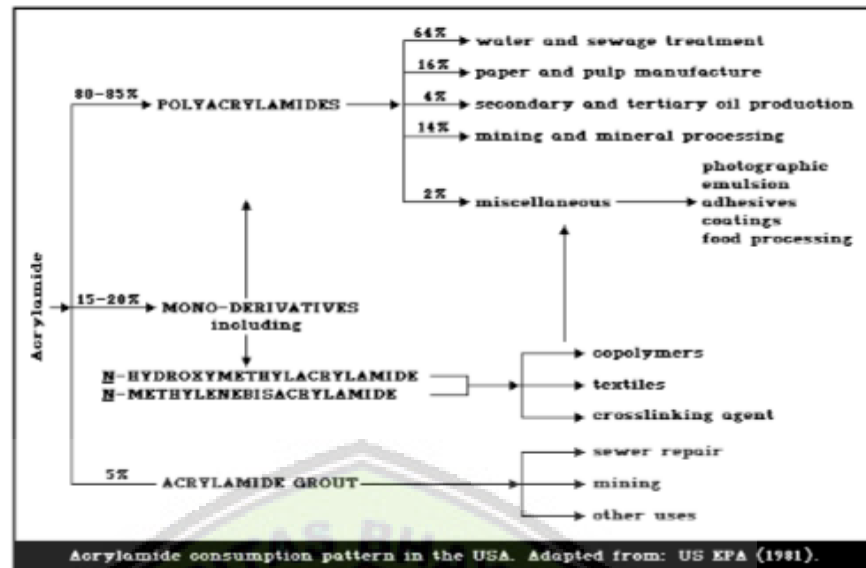 64% water and sewage treatment
16% paper and pulp manufacture
80-85% POLYACRYLAMIDES
4% secondary and tertiary oil production
14% mining and mineral processing
2% miscellaneous
photographic
emulsion
adhesives
coatings
food processing
Acrylamide
15-20% MONO-DERIVATIVES
including
N-HYDROXYMETHYLACRYLAMIDE
N-METHYLENEBISACRYLAMIDE
copolymers
textiles
crosslinking agent
5% ACRYLAMIDE GROUT
sewer repair
mining
other uses
Acrylamide consumption pattern in the USA. Adapted from: US EPA (1981).